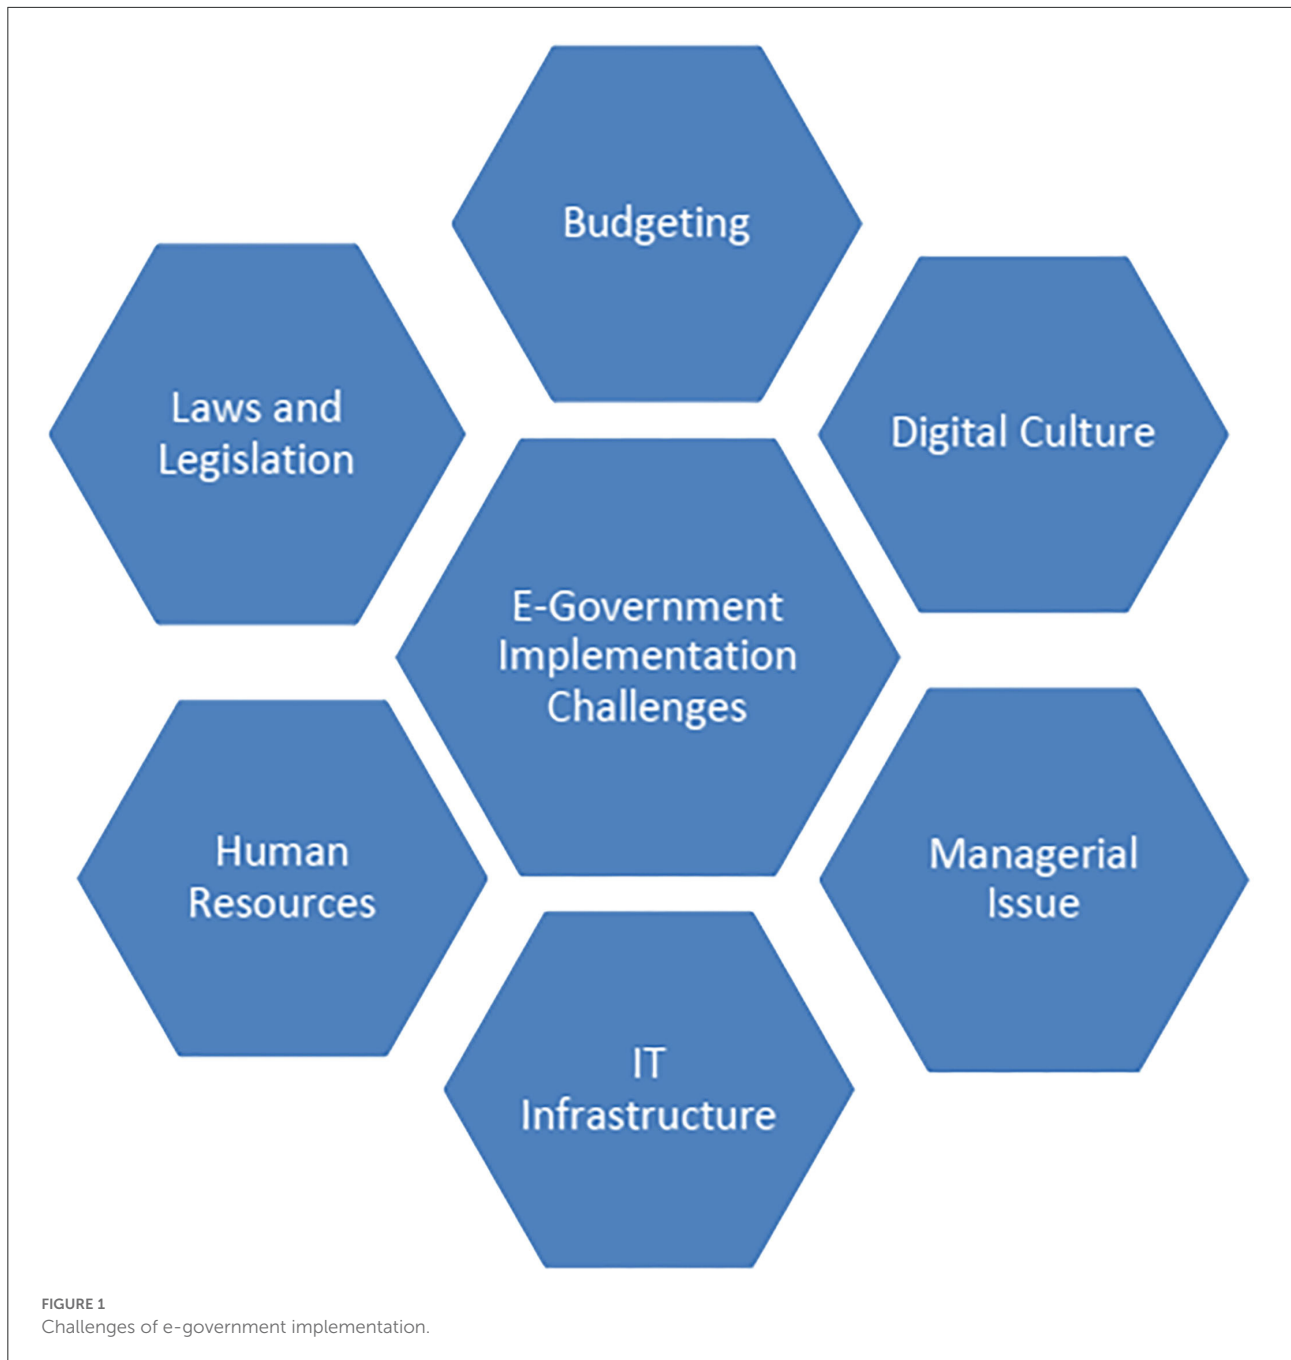 Budgeting
Laws and
Legislation
Digital Culture
E-Government
Implementation
Challenges
Human
Resources
Managerial
Issue
IT
Infrastructure
FIGURE 1
Challenges of e-government implementation.